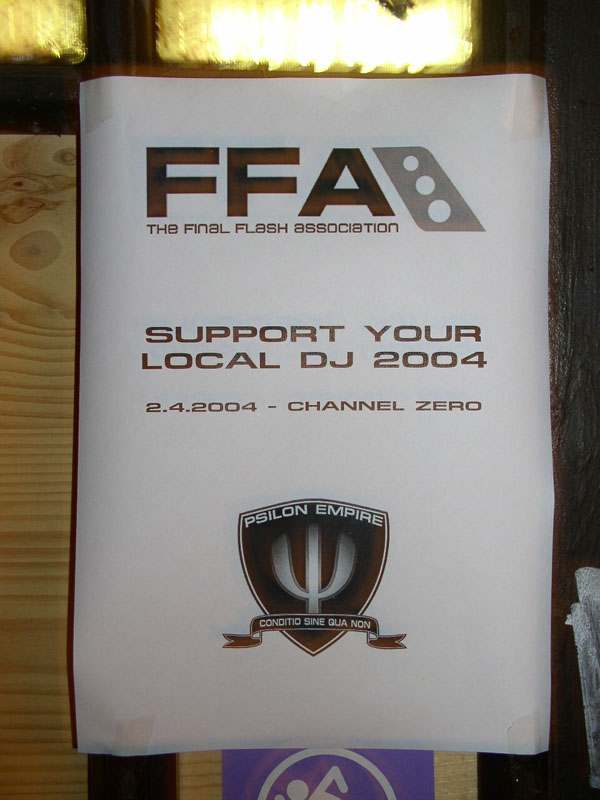 FFA
THE FINAL FLASH ASSOCIATION
SUPPORT YOUR
LOCAL DJ 2004
2.4.2004 - CHANNEL ZERO
PSILON EMPIRE
Ψ
CONDITIO SINE QUA NON